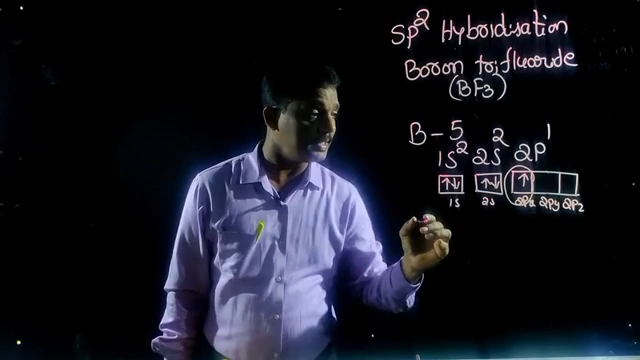 SP² Hybridisation
Boron trifluoride
(BF3)
B - 5
1S² 2S² 2P¹
1s 2s 2Px 2Py 2Pz